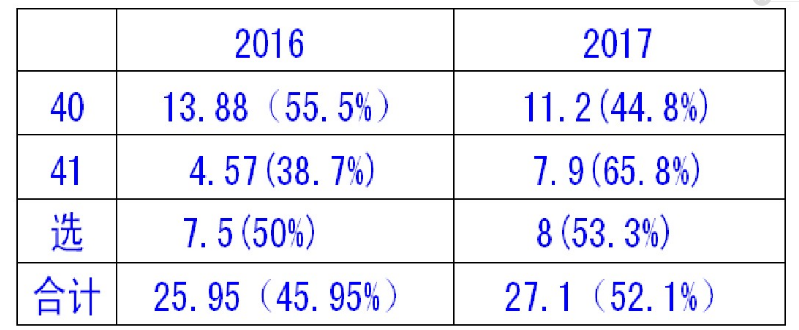 2016 2017
40 13.88（55.5%） 11.2(44.8%)
41 4.57(38.7%) 7.9(65.8%)
选 7.5(50%) 8(53.3%)
合计 25.95（45.95%） 27.1（52.1%）